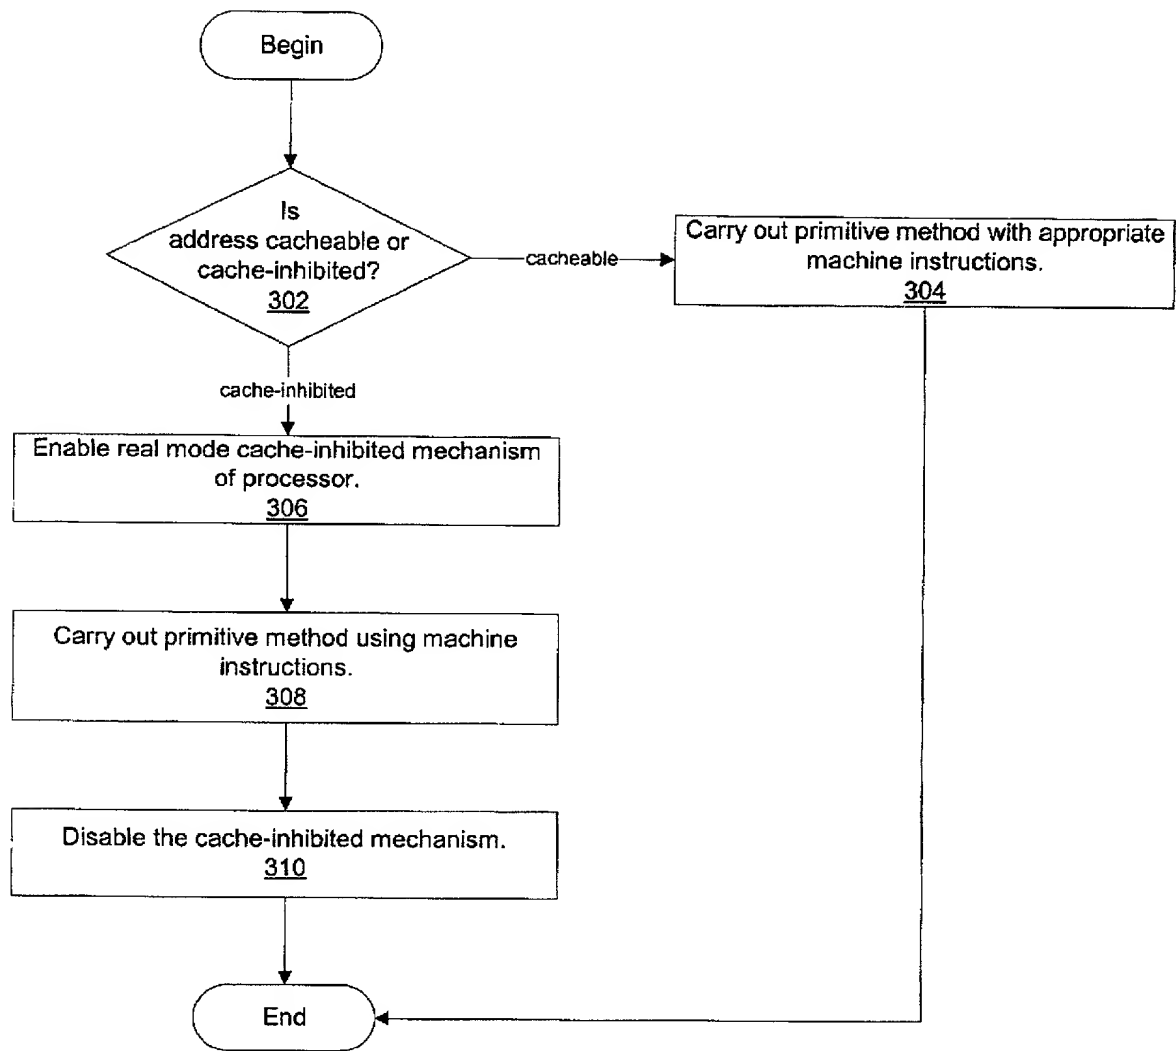 Begin
Is
address cacheable or
cache-inhibited?
302
cacheable
Carry out primitive method with appropriate
machine instructions.
304
cache-inhibited
Enable real mode cache-inhibited mechanism
of processor.
306
Carry out primitive method using machine
instructions.
308
Disable the cache-inhibited mechanism.
310
End